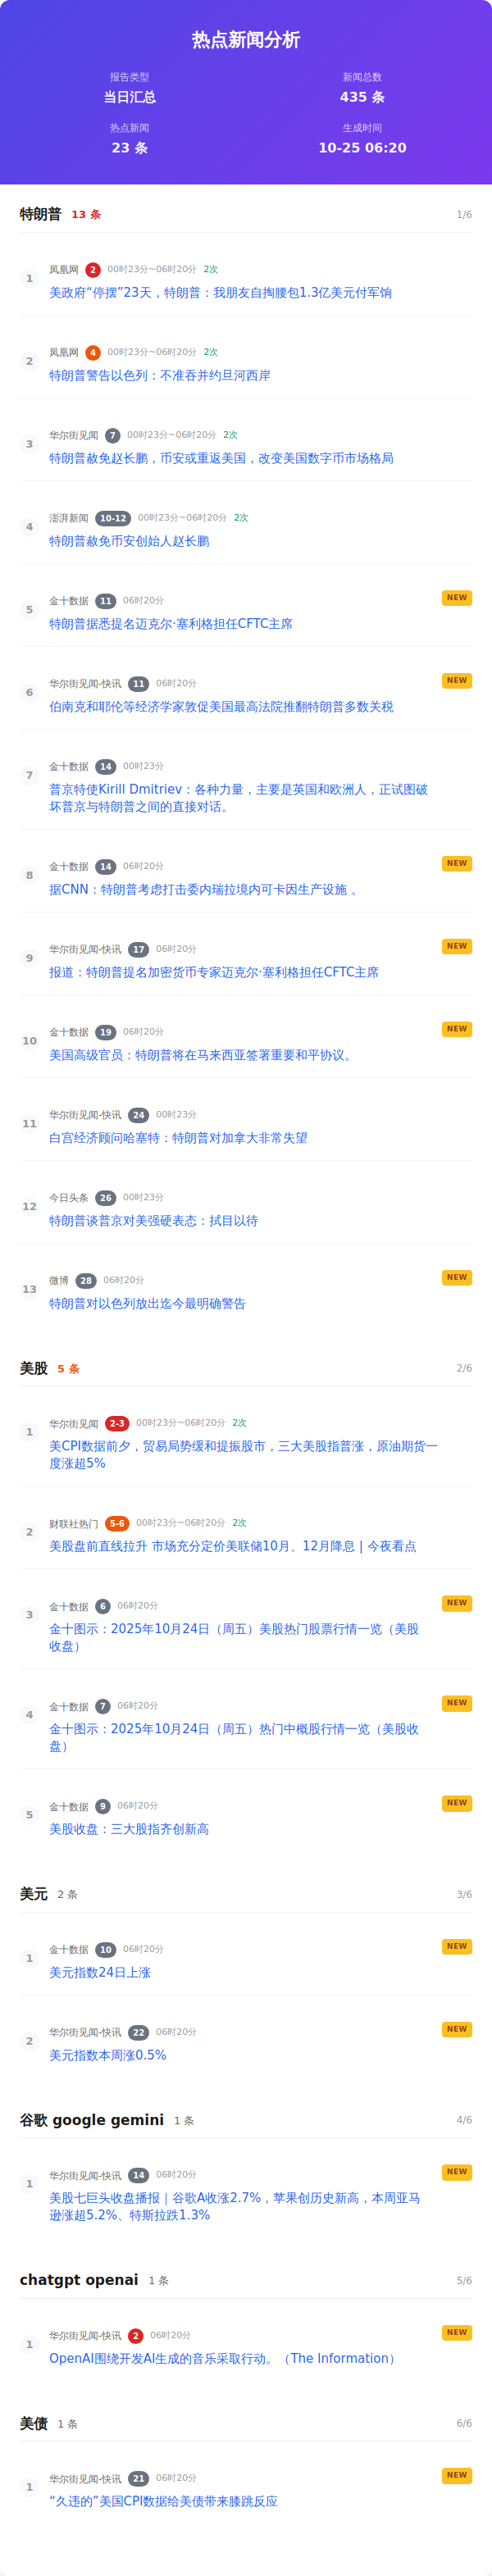 热点新闻分析
报告类型
当日汇总
新闻总数
435 条
热点新闻
23 条
生成时间
10-25 06:20
特朗普 13 条 1/6
1
凤凰网 2 00时23分~06时20分 2次
美政府“停摆”23天，特朗普：我朋友自掏腰包1.3亿美元付军饷
2
凤凰网 4 00时23分~06时20分 2次
特朗普警告以色列：不准吞并约旦河西岸
3
华尔街见闻 7 00时23分~06时20分 2次
特朗普赦免赵长鹏，币安或重返美国，改变美国数字币市场格局
4
澎湃新闻 10-12 00时23分~06时20分 2次
特朗普赦免币安创始人赵长鹏
5
金十数据 11 06时20分 NEW
特朗普据悉提名迈克尔·塞利格担任CFTC主席
6
华尔街见闻-快讯 11 06时20分 NEW
伯南克和耶伦等经济学家敦促美国最高法院推翻特朗普多数关税
7
金十数据 14 00时23分
普京特使Kirill Dmitriev：各种力量，主要是英国和欧洲人，正试图破
坏普京与特朗普之间的直接对话。
8
金十数据 14 06时20分 NEW
据CNN：特朗普考虑打击委内瑞拉境内可卡因生产设施 。
9
华尔街见闻-快讯 17 06时20分 NEW
报道：特朗普提名加密货币专家迈克尔·塞利格担任CFTC主席
10
金十数据 19 06时20分 NEW
美国高级官员：特朗普将在马来西亚签署重要和平协议。
11
华尔街见闻-快讯 24 00时23分
白宫经济顾问哈塞特：特朗普对加拿大非常失望
12
今日头条 26 00时23分
特朗普谈普京对美强硬表态：拭目以待
13
微博 28 06时20分 NEW
特朗普对以色列放出迄今最明确警告
美股 5 条 2/6
1
华尔街见闻 2-3 00时23分~06时20分 2次
美CPI数据前夕，贸易局势缓和提振股市，三大美股指普涨，原油期货一
度涨超5%
2
财联社热门 5-6 00时23分~06时20分 2次
美股盘前直线拉升 市场充分定价美联储10月、12月降息 | 今夜看点
3
金十数据 6 06时20分 NEW
金十图示：2025年10月24日（周五）美股热门股票行情一览（美股
收盘）
4
金十数据 7 06时20分 NEW
金十图示：2025年10月24日（周五）热门中概股行情一览（美股收
盘）
5
金十数据 9 06时20分 NEW
美股收盘：三大股指齐创新高
美元 2 条 3/6
1
金十数据 10 06时20分 NEW
美元指数24日上涨
2
华尔街见闻-快讯 22 06时20分 NEW
美元指数本周涨0.5%
谷歌 google gemini 1 条 4/6
1
华尔街见闻-快讯 14 06时20分 NEW
美股七巨头收盘播报｜谷歌A收涨2.7%，苹果创历史新高，本周亚马
逊涨超5.2%、特斯拉跌1.3%
chatgpt openai 1 条 5/6
1
华尔街见闻-快讯 2 06时20分 NEW
OpenAI围绕开发AI生成的音乐采取行动。（The Information）
美债 1 条 6/6
1
华尔街见闻-快讯 21 06时20分 NEW
“久违的”美国CPI数据给美债带来膝跳反应